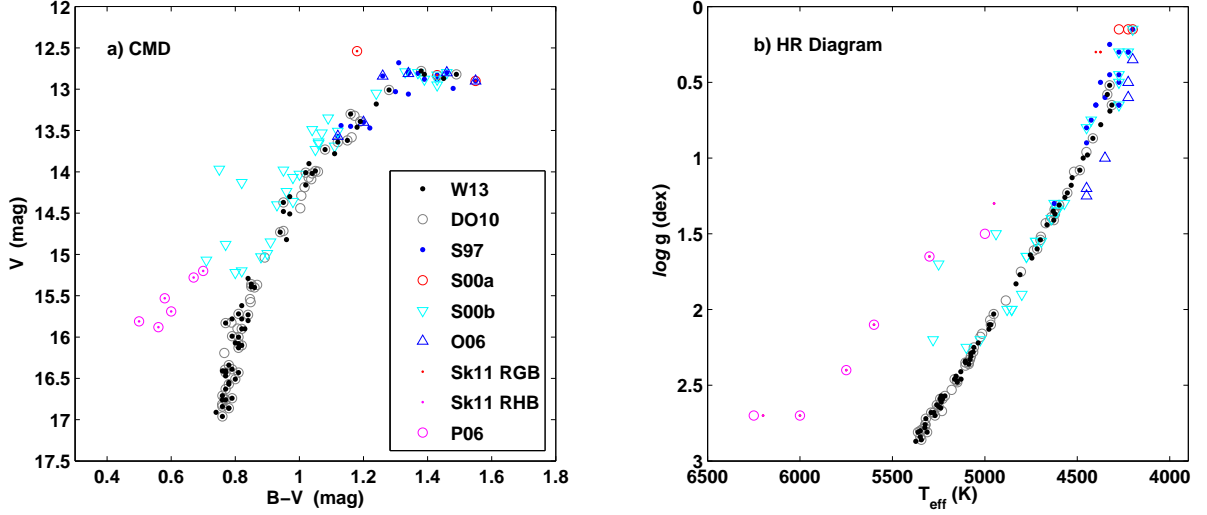 a) CMD
12
12.5
13
13.5
14
14.5
15
15.5
16
16.5
17
17.5
V (mag)
0.4
0.6
0.8
1
1.2
1.4
1.6
1.8
B−V (mag)
W13
DO10
S97
S00a
S00b
O06
Sk11 RGB
Sk11 RHB
P06
b) HR Diagram
0
0.5
1
1.5
2
2.5
3
log g (dex)
6500
6000
5500
5000
4500
4000
T_eff (K)